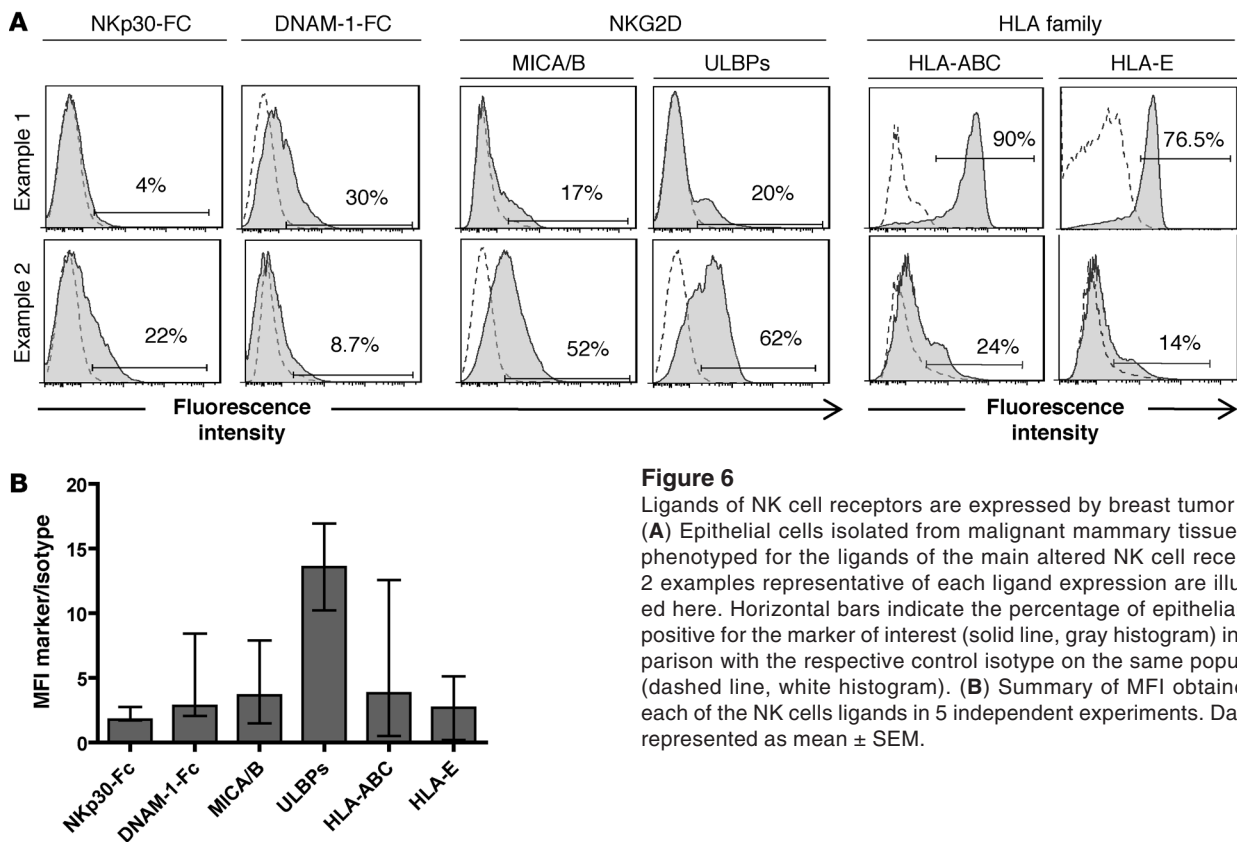 A
NKp30-FC DNAM-1-FC NKG2D HLA family
MICA/B ULBPs HLA-ABC HLA-E
Example 1
4% 30% 17% 20% 90% 76.5%
Example 2
22% 8.7% 52% 62% 24% 14%
Fluorescence intensity
Fluorescence intensity
B
MFI marker/isotype
20
15
10
5
0
NKp30-Fc DNAM-1-Fc MICA/B ULBPs HLA-ABC HLA-E
Figure 6
Ligands of NK cell receptors are expressed by breast tumor
(A) Epithelial cells isolated from malignant mammary tissue
phenotyped for the ligands of the main altered NK cell rece
2 examples representative of each ligand expression are illu
ed here. Horizontal bars indicate the percentage of epithelia
positive for the marker of interest (solid line, gray histogram) in
parison with the respective control isotype on the same popu
(dashed line, white histogram). (B) Summary of MFI obtaine
each of the NK cells ligands in 5 independent experiments. Da
represented as mean ± SEM.